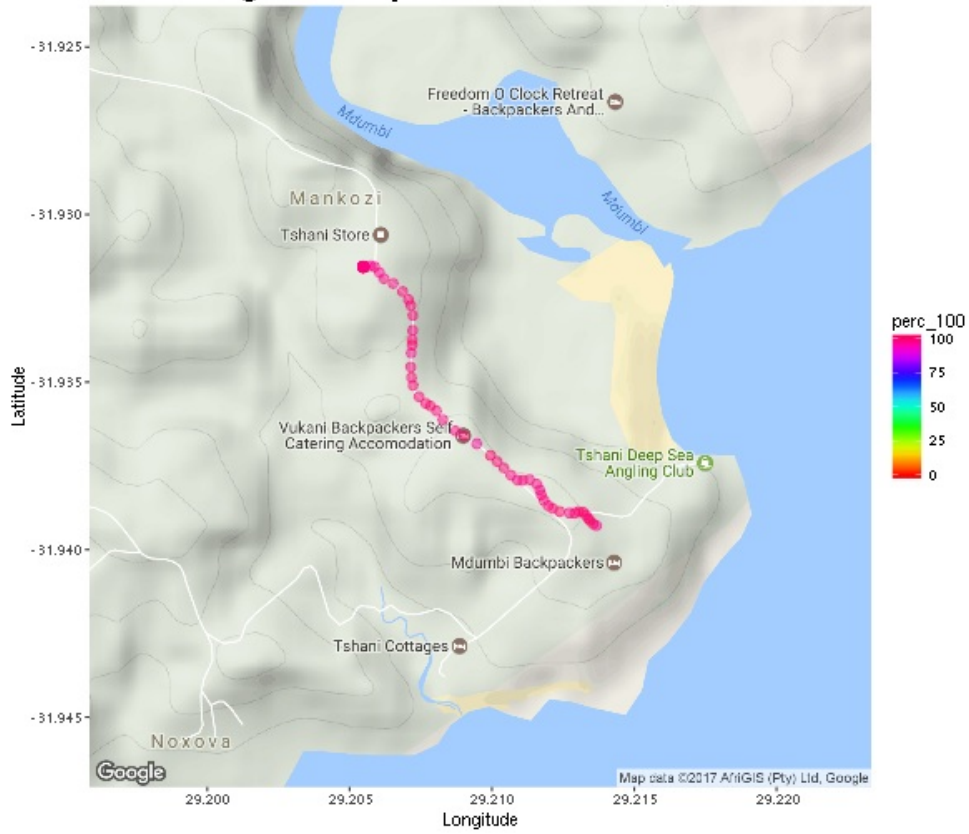 -31.925
Freedom O Clock Retreat
- Backpackers And...
Mdumbi
Mankozi
-31.930
Mdumbi
Tshani Store
-31.935
Vukani Backpackers Self
Catering Accomodation
Tshani Deep Sea
Angling Club
-31.940
Mdumbi Backpackers
Tshani Cottages
-31.945
Noxova
Google
Map data ©2017 AfriGIS (Pty) Ltd, Google
29.200
29.205
29.210
29.215
29.220
Longitude
Latitude
perc_100
100
75
50
25
0